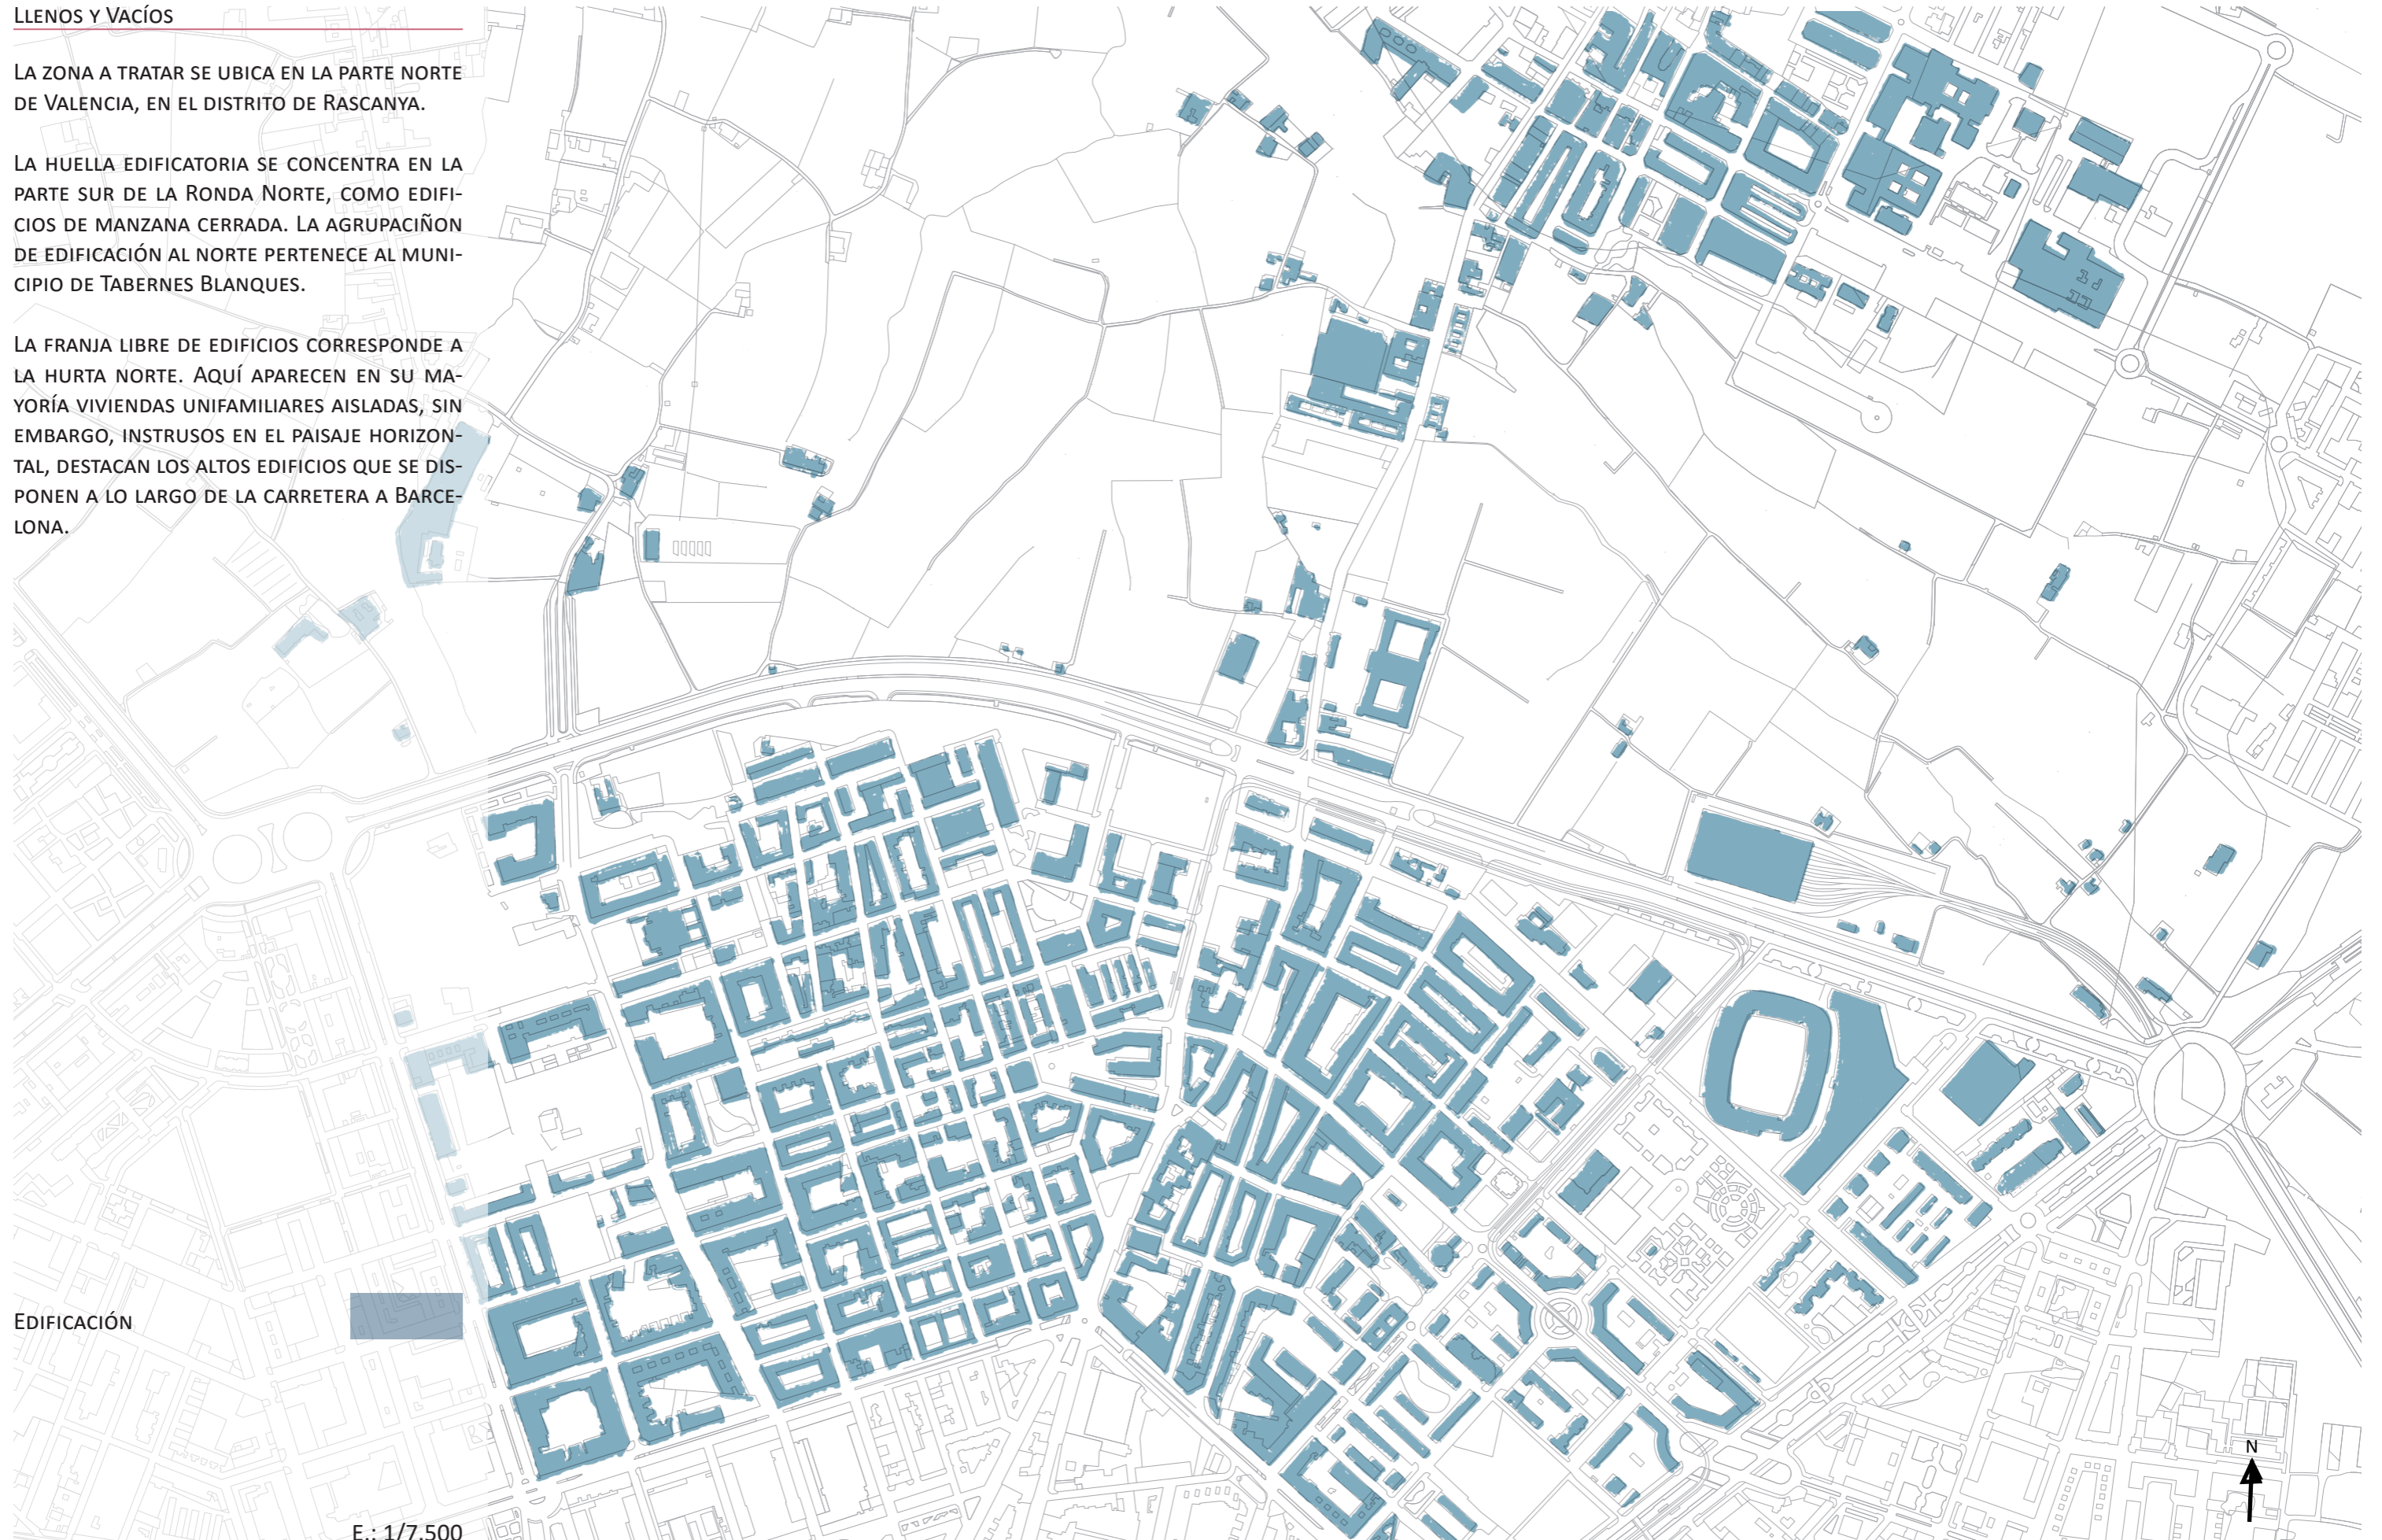 Llenos y Vacíos
La zona a tratar se ubica en la parte norte
de Valencia, en el distrito de Rascanya.
La huella edificatoria se concentra en la
parte sur de la Ronda Norte, como edifi-
cios de manzana cerrada. La agrupaciñon
de edificación al norte pertenece al muni-
cipio de Tabernes Blanques.
La franja libre de edificios corresponde a
la hurta norte. Aquí aparecen en su ma-
yoría viviendas unifamiliares aisladas, sin
embargo, instrusos en el paisaje horizon-
tal, destacan los altos edificios que se dis-
ponen a lo largo de la carretera a Barce-
lona.
Edificación
E.: 1/7.500
N